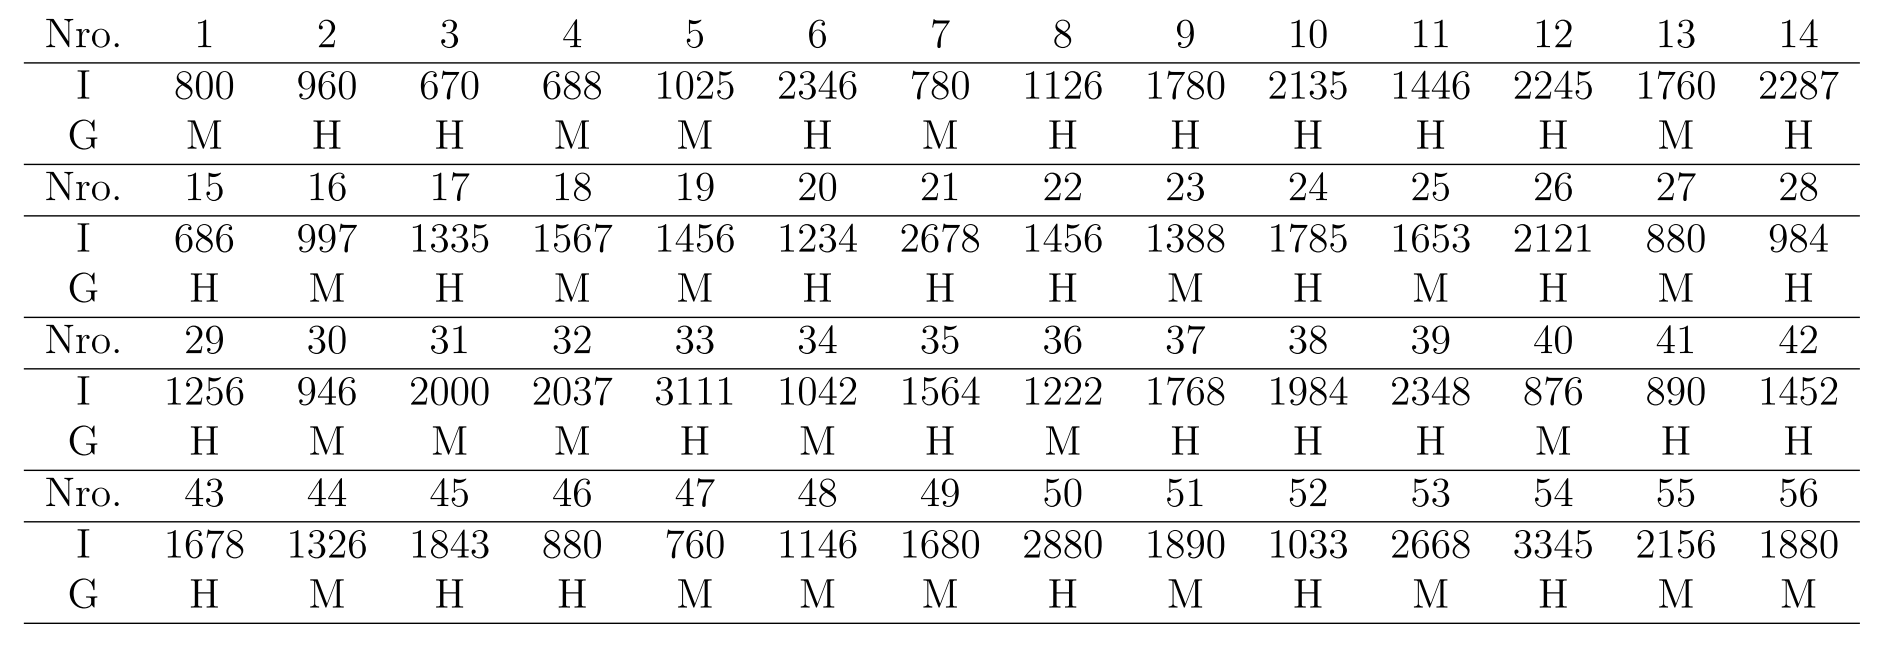 Nro. 1 2 3 4 5 6 7 8 9 10 11 12 13 14
I 800 960 670 688 1025 2346 780 1126 1780 2135 1446 2245 1760 2287
G M H H M M H M H H H H H M H
Nro. 15 16 17 18 19 20 21 22 23 24 25 26 27 28
I 686 997 1335 1567 1456 1234 2678 1456 1388 1785 1653 2121 880 984
G H M H M M H H H M H M H M H
Nro. 29 30 31 32 33 34 35 36 37 38 39 40 41 42
I 1256 946 2000 2037 3111 1042 1564 1222 1768 1984 2348 876 890 1452
G H M M M H M H M H H H M H H
Nro. 43 44 45 46 47 48 49 50 51 52 53 54 55 56
I 1678 1326 1843 880 760 1146 1680 2880 1890 1033 2668 3345 2156 1880
G H M H H M M M H M H M H M M